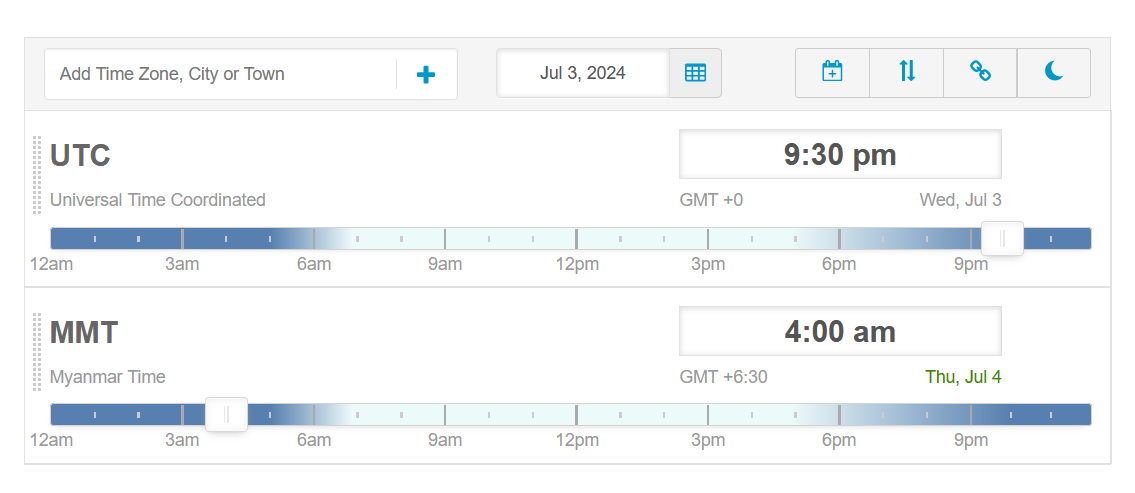 Add Time Zone, City or Town
Jul 3, 2024
UTC
9:30 pm
Universal Time Coordinated
GMT +0
Wed, Jul 3
12am 3am 6am 9am 12pm 3pm 6pm 9pm
MMT
4:00 am
Myanmar Time
GMT +6:30
Thu, Jul 4
12am 3am 6am 9am 12pm 3pm 6pm 9pm